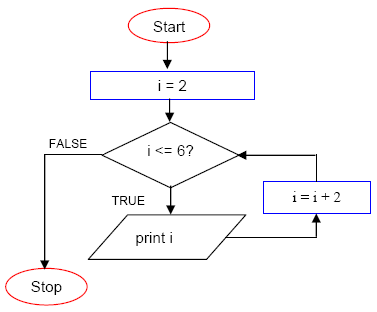 Start
i = 2
i <= 6?
FALSE
TRUE
print i
i = i + 2
Stop